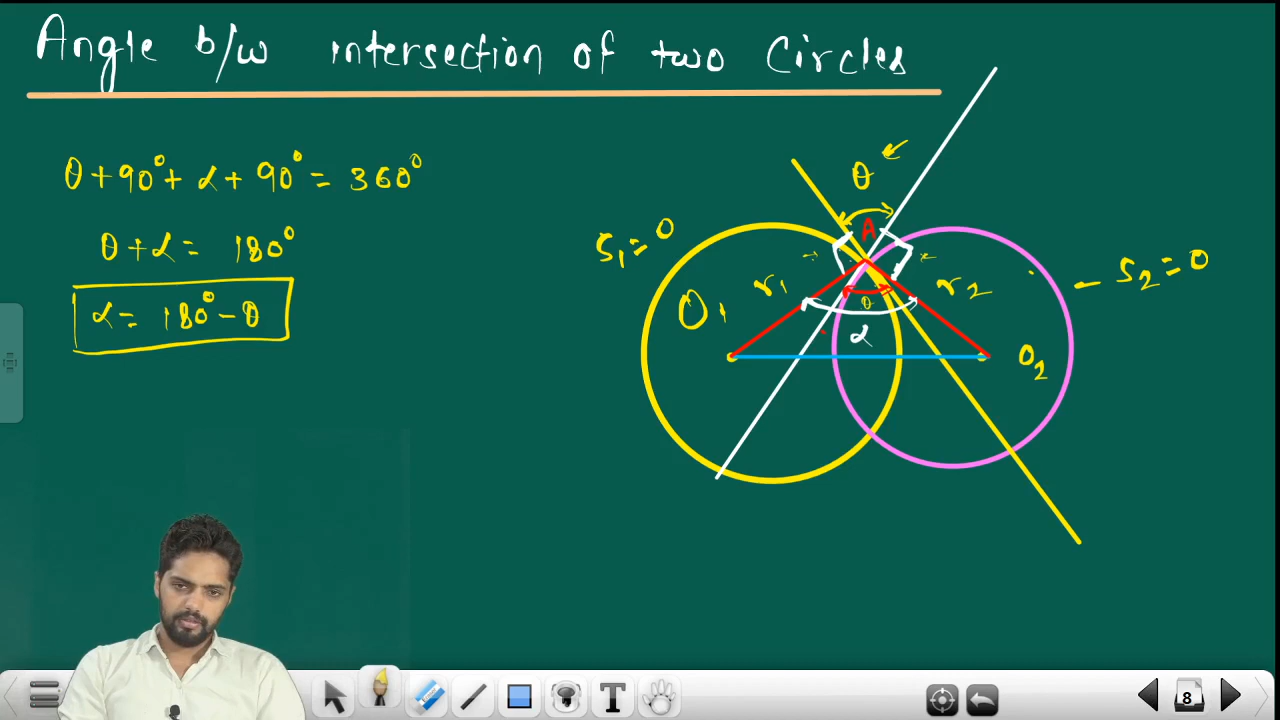 Angle b/w intersection of two Circles
θ + 90° + α + 90° = 360°
θ + α = 180°
α = 180° - θ
θ
S₁ = 0
A
S₂ = 0
r₁
r₂
O₁
θ
α
O₂
T
8